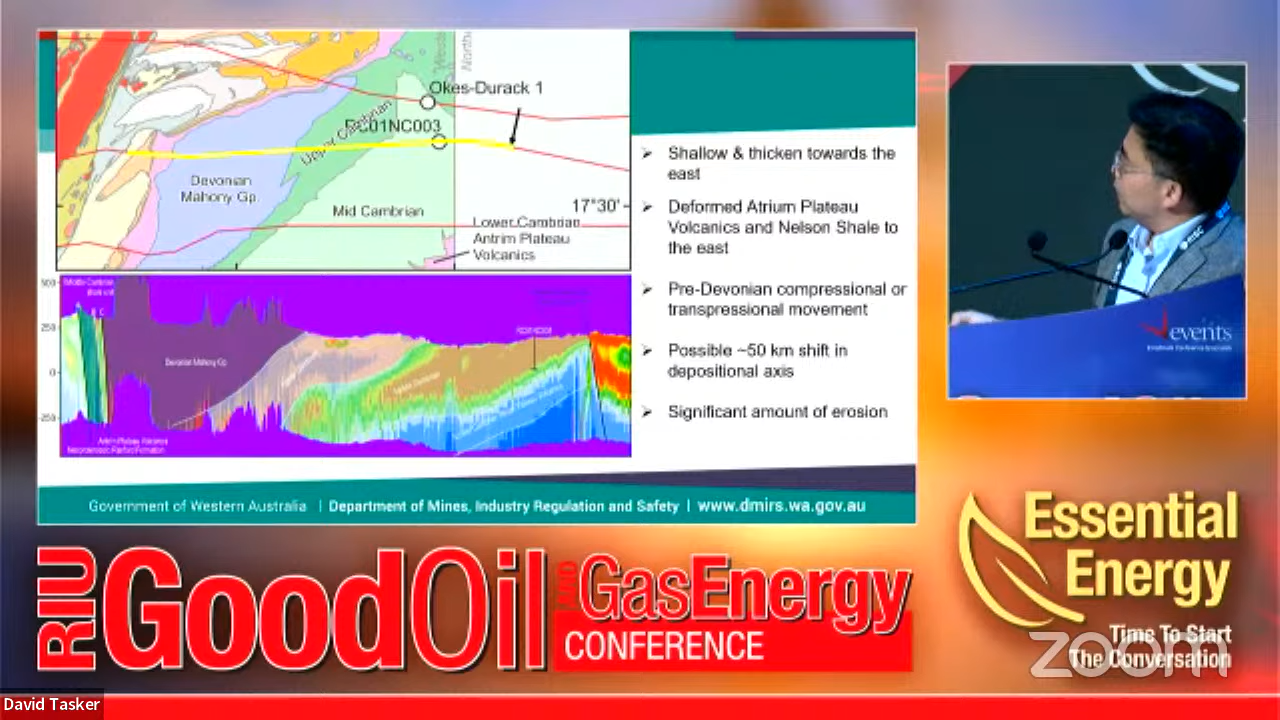 Okes-Durack 1
RC01NC003
Upper Cambrian
Devonian
Mahony Gp.
Mid Cambrian
17°30'
Lower Cambrian
Antrim Plateau
Volcanics
Devonian Mahony Gp.
0
Shallow & thicken towards the
east
Deformed Atrium Plateau
Volcanics and Nelson Shale to
the east
Pre-Devonian compressional or
transpressional movement
Possible ~50 km shift in
depositional axis
Significant amount of erosion
Government of Western Australia | Department of Mines, Industry Regulation and Safety | www.dmirs.wa.gov.au
events
RIU GoodOil AND GasEnergy
CONFERENCE
Essential
Energy
Time To Start
The Conversation
zoom
David Tasker